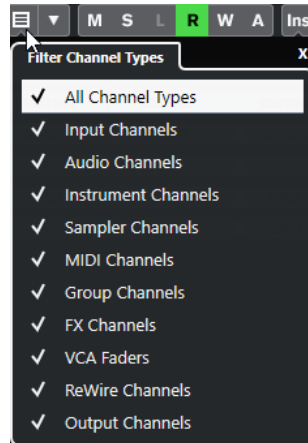 M S L R W A Ins
Filter Channel Types X
All Channel Types
Input Channels
Audio Channels
Instrument Channels
Sampler Channels
MIDI Channels
Group Channels
FX Channels
VCA Faders
ReWire Channels
Output Channels